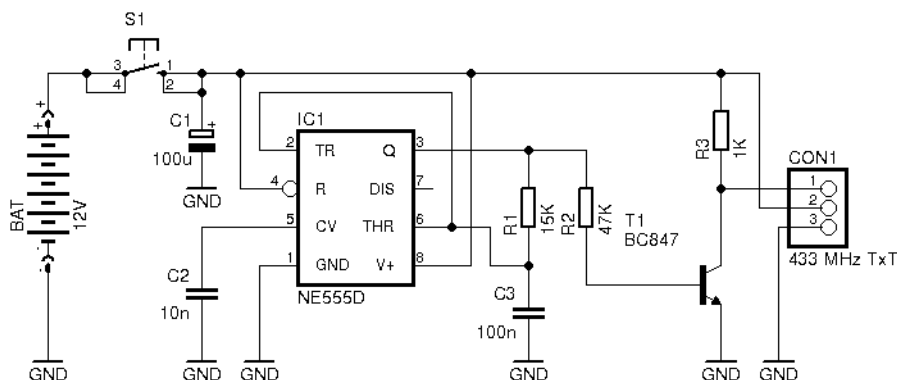 S1
3
1
4
2
+
+
BAT
12V
-
-
GND
C1
+
100u
GND
C2
10n
GND
IC1
2
TR
Q
3
4
R
DIS
7
5
CV
THR
6
1
GND
V+
8
NE555D
GND
R1
15K
R2
47K
C3
100n
GND
T1
BC847
R3
1K
GND
CON1
1
2
3
433 MHz TxT
GND